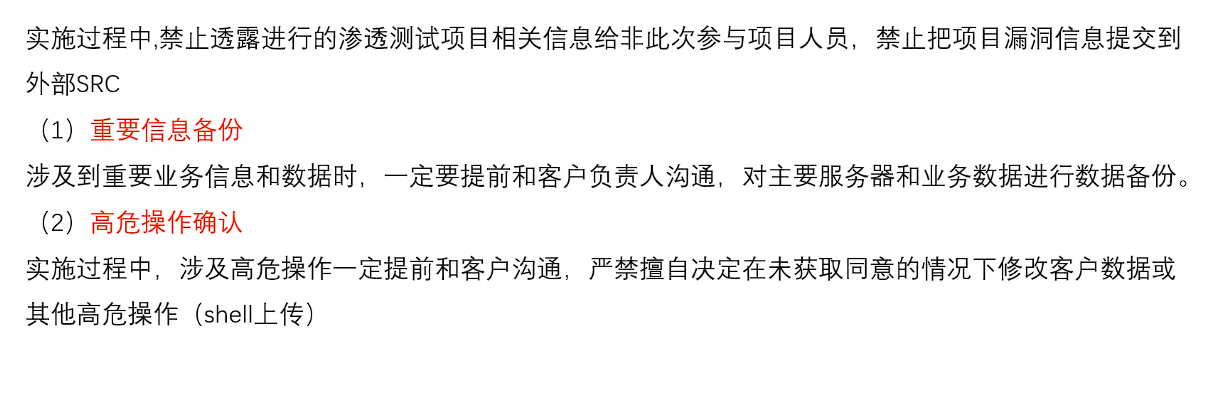 实施过程中,禁止透露进行的渗透测试项目相关信息给非此次参与项目人员，禁止把项目漏洞信息提交到
外部SRC
（1）重要信息备份
涉及到重要业务信息和数据时，一定要提前和客户负责人沟通，对主要服务器和业务数据进行数据备份。
（2）高危操作确认
实施过程中，涉及高危操作一定提前和客户沟通，严禁擅自决定在未获取同意的情况下修改客户数据或
其他高危操作（shell上传）